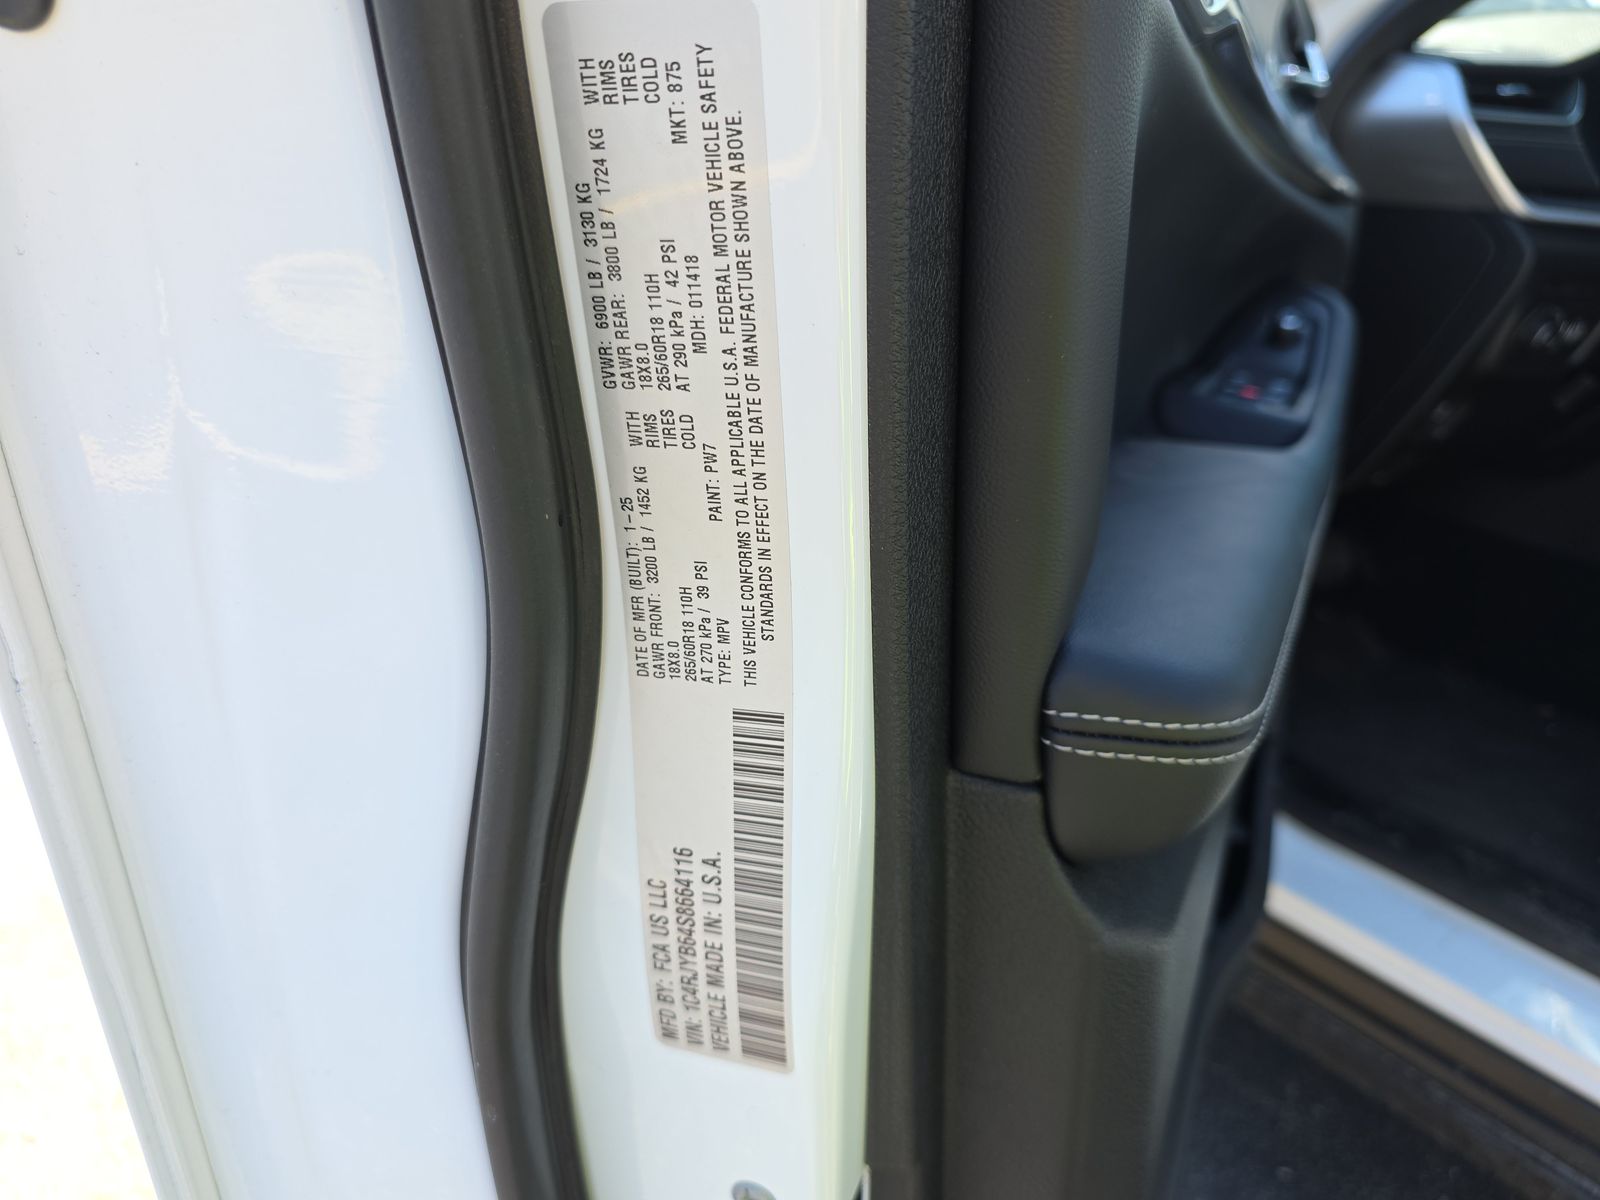 MFD BY: FCA US LLC
VIN: 1C4RJYB64S8664116
VEHICLE MADE IN: U.S.A.
DATE OF MFR (BUILT): 1-25 GVWR: 6900 LB / 3130 KG
GAWR FRONT: 3200 LB / 1452 KG WITH GAWR REAR: 3800 LB / 1724 KG WITH
18X8.0 RIMS 18X8.0 RIMS
265/60R18 110H TIRES 265/60R18 110H TIRES
AT 270 kPa / 39 PSI COLD AT 290 kPa / 42 PSI COLD
TYPE: MPV PAINT: PW7 MDH: 011418 MKT: 875
THIS VEHICLE CONFORMS TO ALL APPLICABLE U.S.A. FEDERAL MOTOR VEHICLE SAFETY
STANDARDS IN EFFECT ON THE DATE OF MANUFACTURE SHOWN ABOVE.